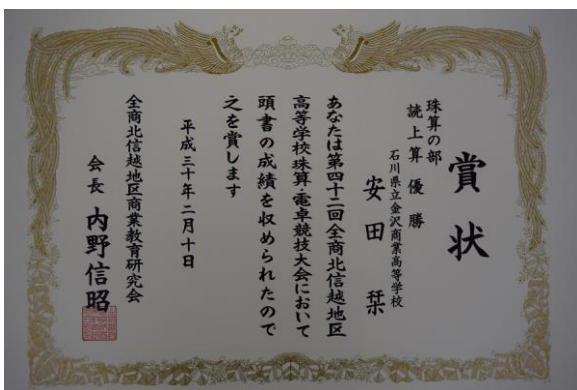 賞状
珠算の部
読上算 優勝
石川県立金沢商業高等学校
安田栞
あなたは第四十二回全商北信越地区
高等学校珠算・電卓競技大会において
頭書の成績を収められたので
之を賞します
平成三十年二月十日
全商北信越地区商業教育研究会
会長 内野信昭